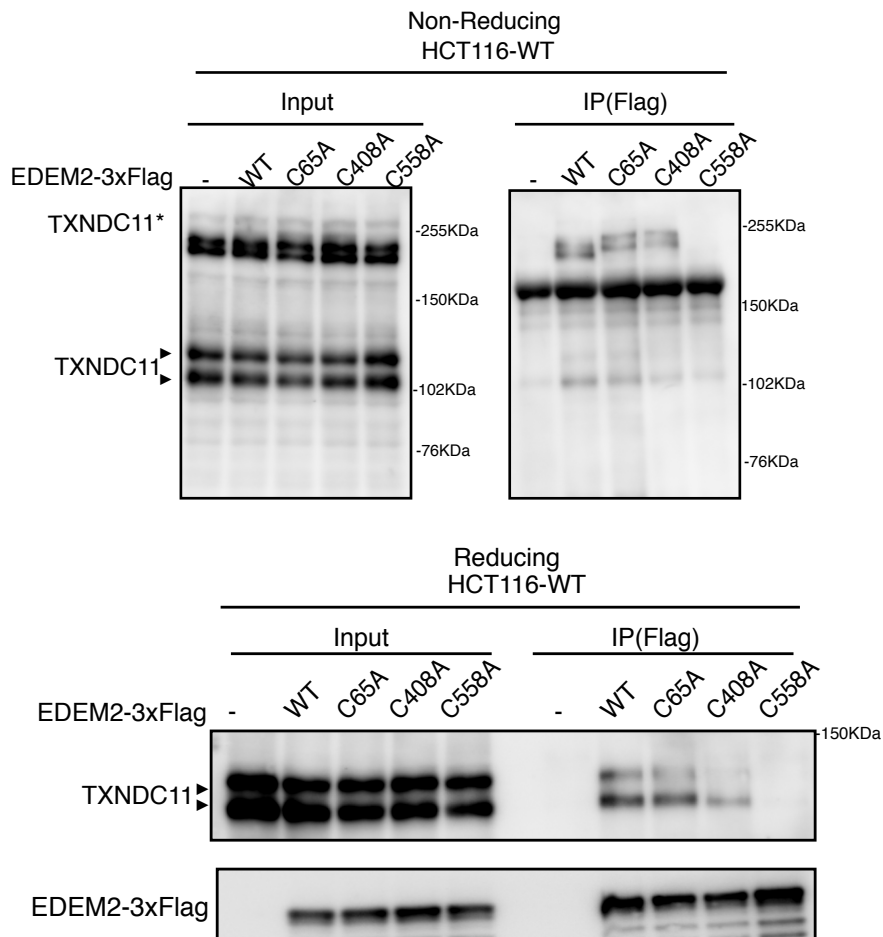 Non-Reducing
HCT116-WT
Input
IP(Flag)
EDEM2-3xFlag - WT C65A C408A C558A - WT C65A C408A C558A
TXNDC11*
-255KDa
-255KDa
-150KDa
150KDa
TXNDC11
-102KDa
-102KDa
-76KDa
-76KDa
Reducing
HCT116-WT
Input
IP(Flag)
EDEM2-3xFlag - WT C65A C408A C558A - WT C65A C408A C558A
-150KDa
TXNDC11
EDEM2-3xFlag